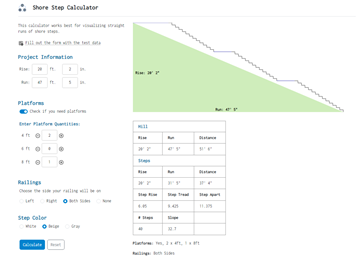 Shore Step Calculator
This calculator works best for visualizing straight
runs of shore steps.
Fill out the form with the test data
Project Information
Rise: 20 ft. 2 in.
Run: 47 ft. 5 in.
Platforms
Check if you need platforms
Enter Platform Quantities:
4 ft 2
6 ft 0
8 ft 1
Railings
Choose the side your railing will be on
Left Right Both Sides None
Step Color
White Beige Gray
Calculate Reset
Rise: 20' 2"
Run: 47' 5"
Hill
Rise Run Distance
20' 2" 47' 5" 51' 6"
Steps
Rise Run Distance
20' 2" 31' 5" 37' 4"
Step Rise Step Tread Step Apart
6.05 9.425 11.375
# Steps Slope
40 32.7
Platforms: Yes, 2 x 4ft, 1 x 8ft
Railings: Both Sides